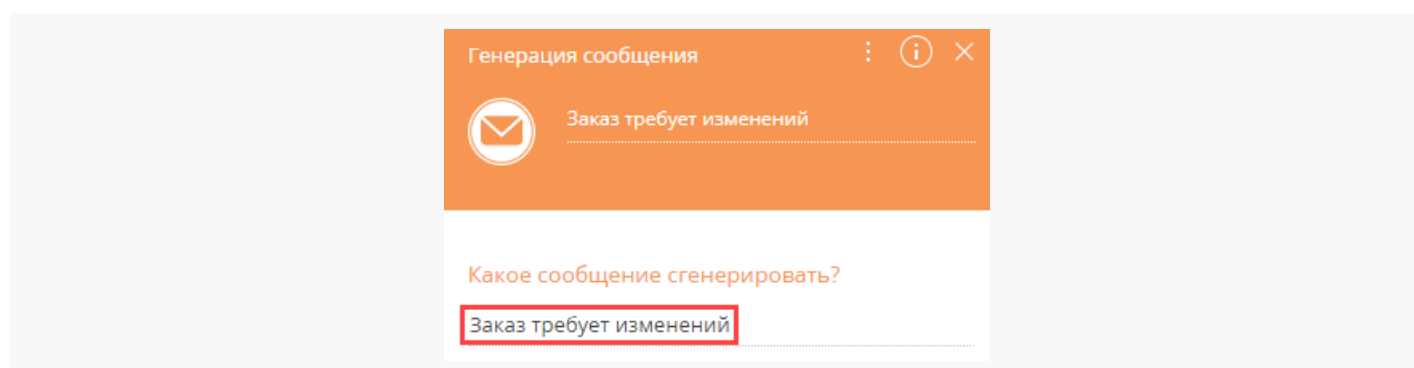 Генерация сообщения
Заказ требует изменений
Какое сообщение сгенерировать?
Заказ требует изменений